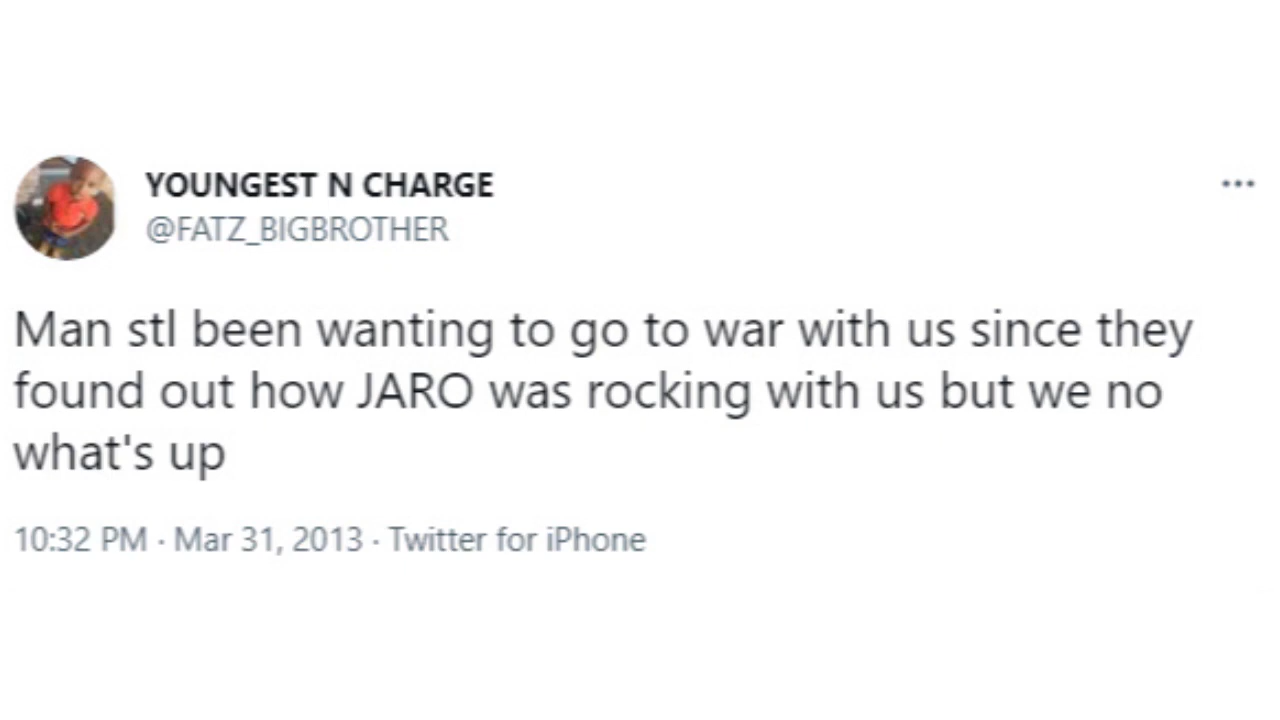 YOUNGEST N CHARGE
@FATZ_BIGBROTHER
Man stl been wanting to go to war with us since they
found out how JARO was rocking with us but we no
what's up
10:32 PM · Mar 31, 2013 · Twitter for iPhone